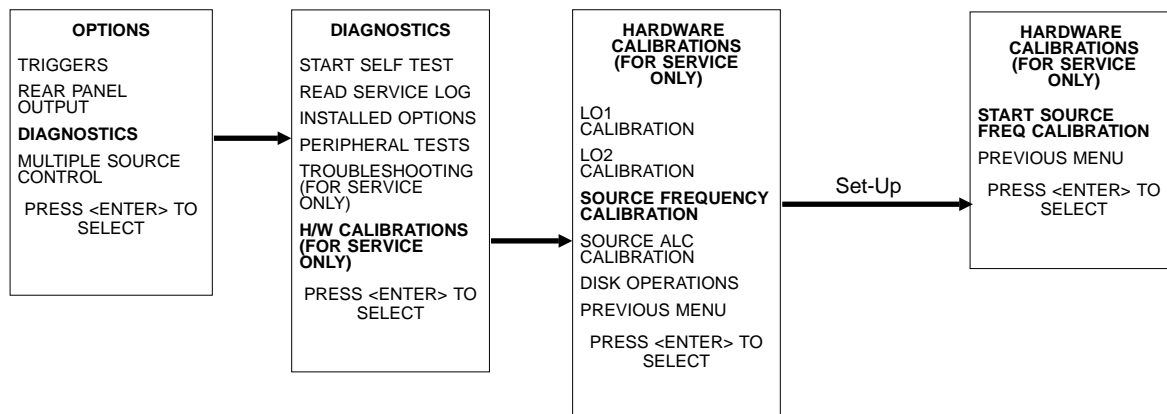 OPTIONS
TRIGGERS
REAR PANEL
OUTPUT
DIAGNOSTICS
MULTIPLE SOURCE
CONTROL
PRESS <ENTER> TO
SELECT
DIAGNOSTICS
START SELF TEST
READ SERVICE LOG
INSTALLED OPTIONS
PERIPHERAL TESTS
TROUBLESHOOTING
(FOR SERVICE
ONLY)
H/W CALIBRATIONS
(FOR SERVICE
ONLY)
PRESS <ENTER> TO
SELECT
HARDWARE
CALIBRATIONS
(FOR SERVICE
ONLY)
LO1
CALIBRATION
LO2
CALIBRATION
SOURCE FREQUENCY
CALIBRATION
SOURCE ALC
CALIBRATION
DISK OPERATIONS
PREVIOUS MENU
PRESS <ENTER> TO
SELECT
Set-Up
HARDWARE
CALIBRATIONS
(FOR SERVICE
ONLY)
START SOURCE
FREQ CALIBRATION
PREVIOUS MENU
PRESS <ENTER> TO
SELECT